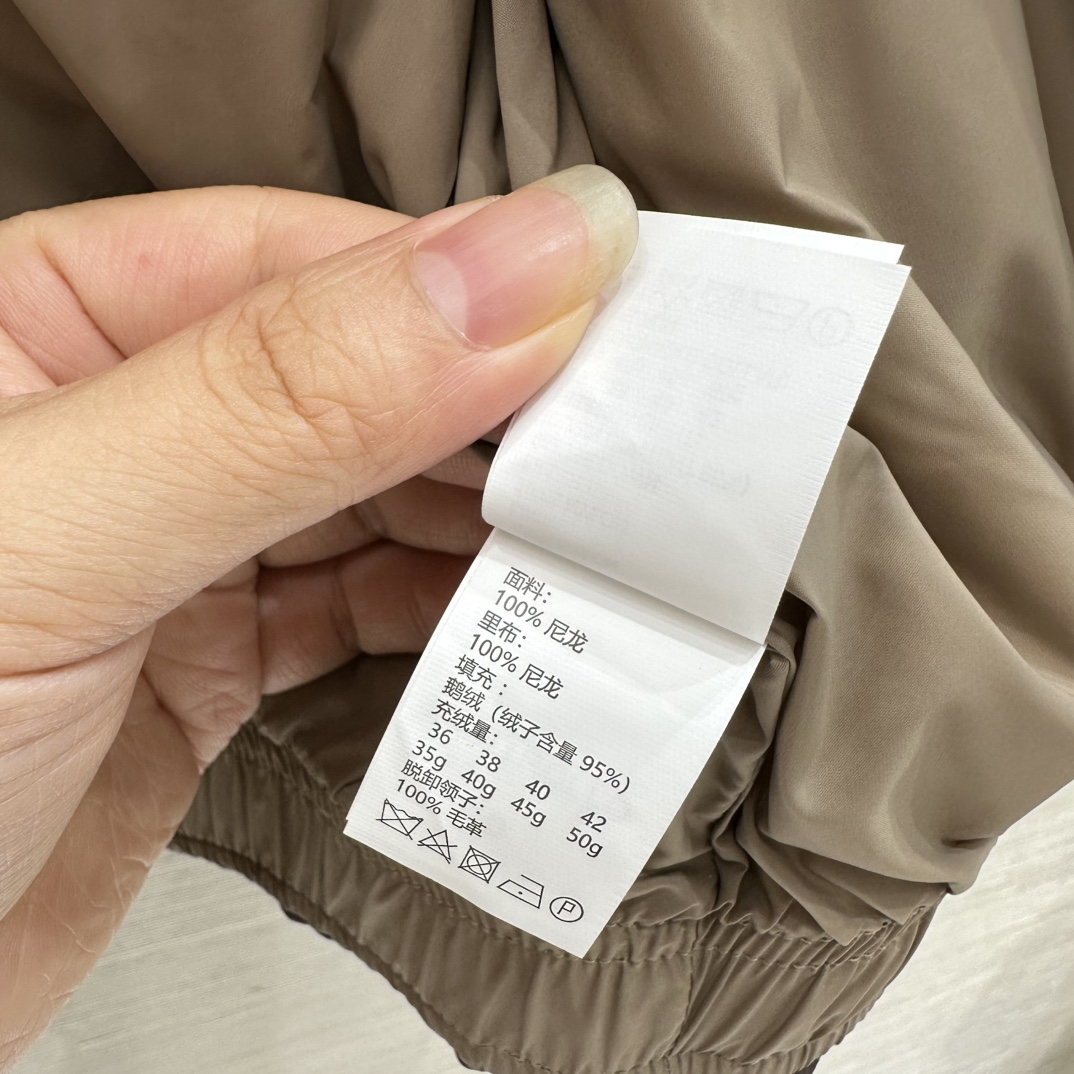 面料：
100% 尼龙
里布：
100% 尼龙
填充：
鹅绒（绒子含量 95%）
充绒量：
36 38 40 42
35g 40g 45g 50g
脱卸领子：
100% 毛革
P